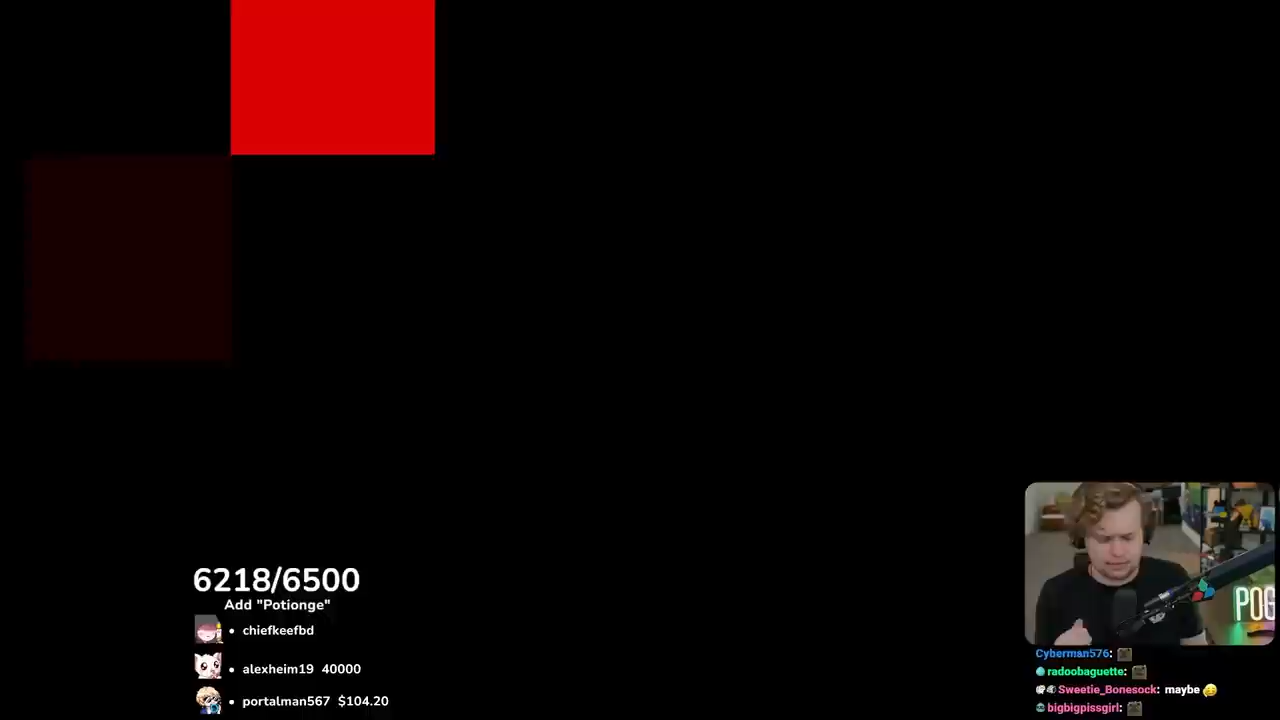 6218/6500
Add "Potionge"
• chiefkeefbd
• alexheim19 40000
• portalman567 $104.20
POG
Cyberman576:
radoobaguette:
Sweetie_Bonesock: maybe
bigbigpissgirl: